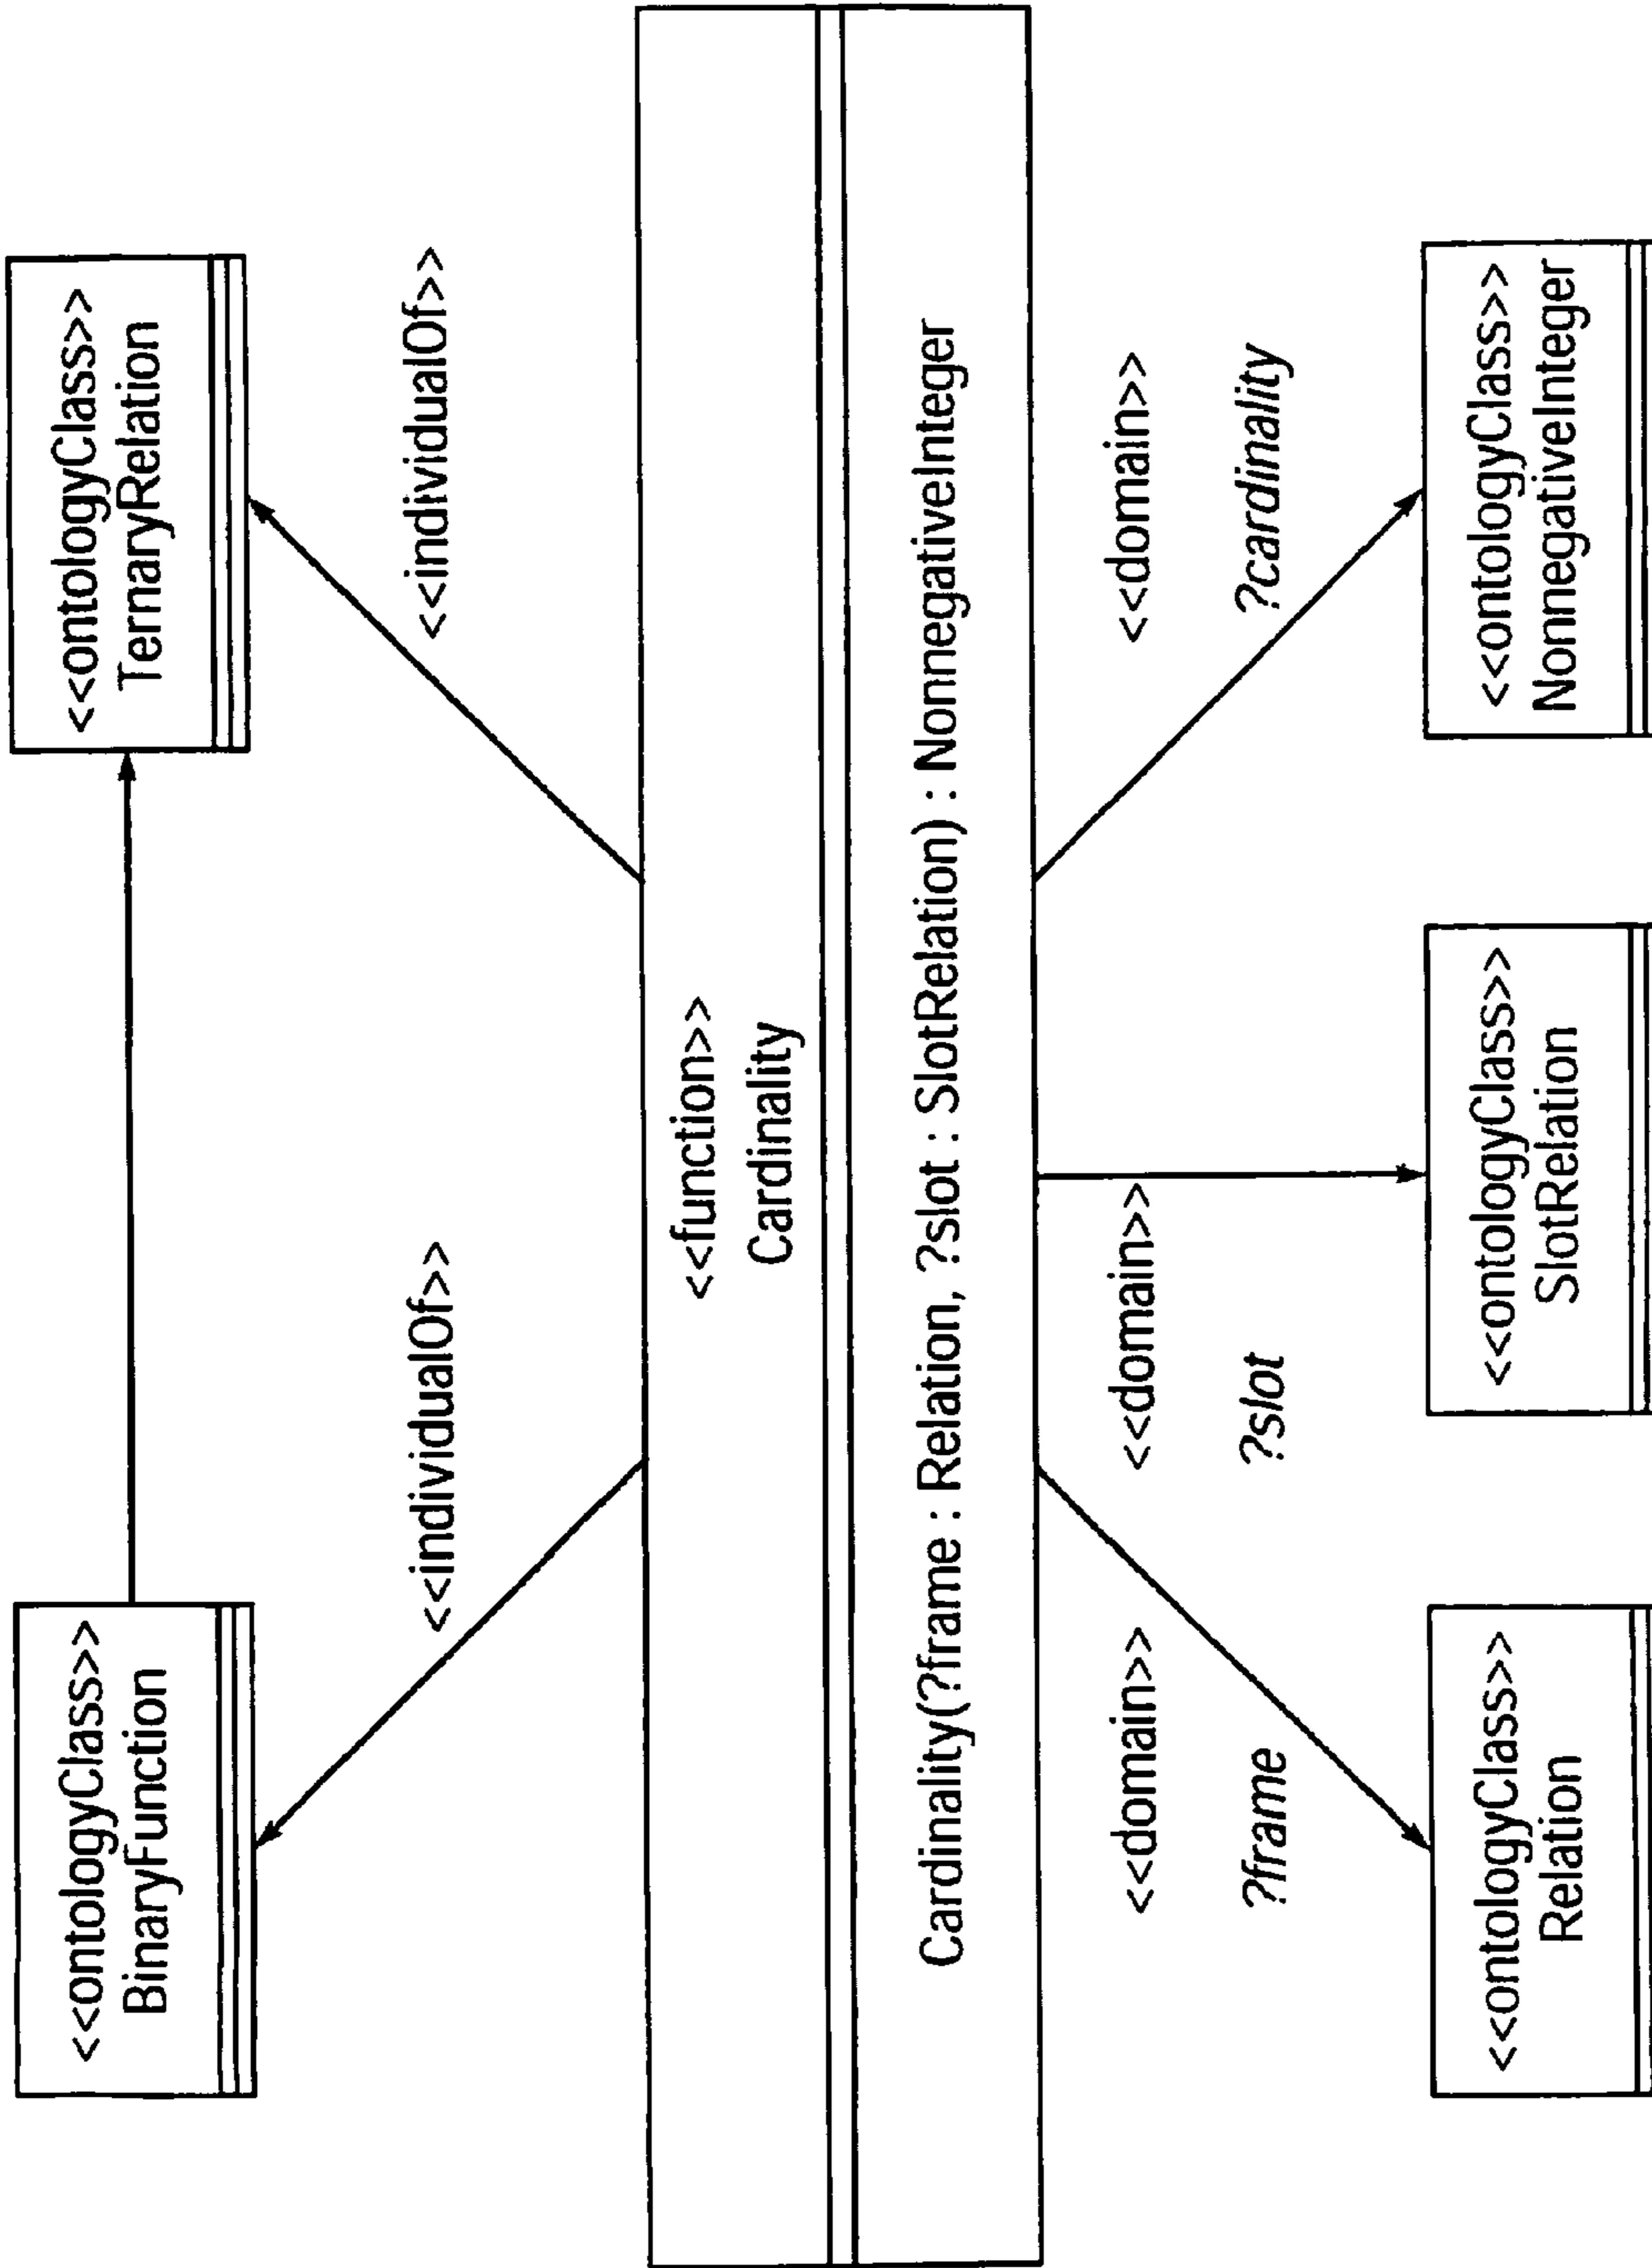 <<ontologyClass>>
BinaryFunction
<<ontologyClass>>
TernaryRelation
<<individualOf>>
<<individualOf>>
<<function>>
Cardinality
Cardinality(?frame : Relation, ?slot : SlotRelation) : NonnegativeInteger
<<domain>>
?frame
<<domain>>
?slot
<<domain>>
?cardinality
<<ontologyClass>>
Relation
<<ontologyClass>>
SlotRelation
<<ontologyClass>>
NonnegativeInteger